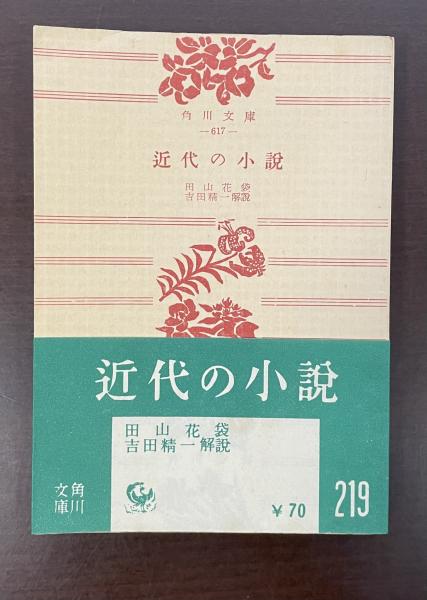 角川文庫
—617—
近代の小説
田山花袋
吉田精一解説
近代の小説
田山花袋
吉田精一解説
角川文庫
¥70
219